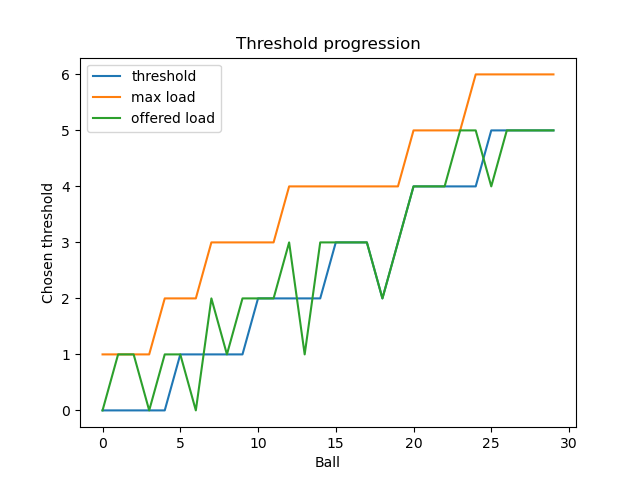 Threshold progression
threshold
max load
offered load
Chosen threshold
6
5
4
3
2
1
0
0 5 10 15 20 25 30
Ball